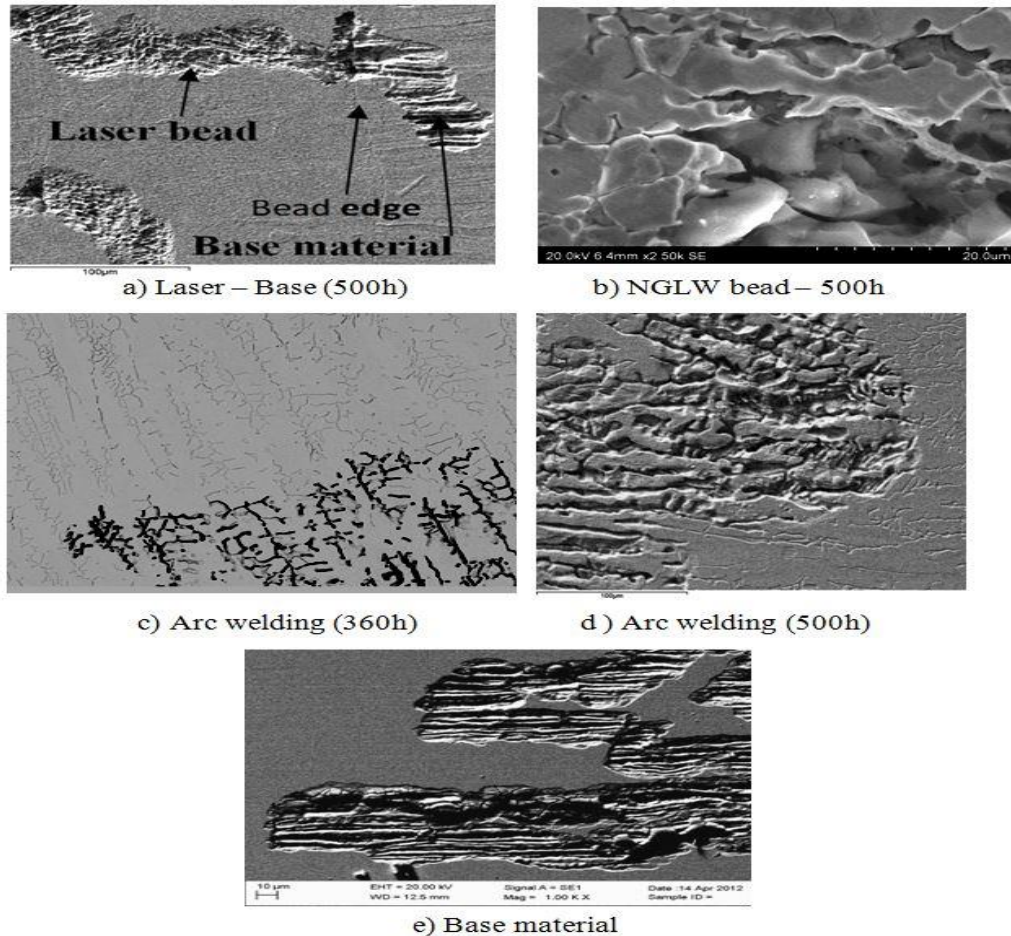 Laser bead
Bead edge
Base material
100µm
a) Laser – Base (500h)
20.0kV 6.4mm x2.50k SE
20.0um
b) NGLW bead – 500h
c) Arc welding (360h)
100µm
d ) Arc welding (500h)
10 µm
EHT = 20.00 kV
WD = 12.5 mm
Signal A = SE1
Mag = 1.00 K X
Date :14 Apr 2012
Sample ID =
e) Base material